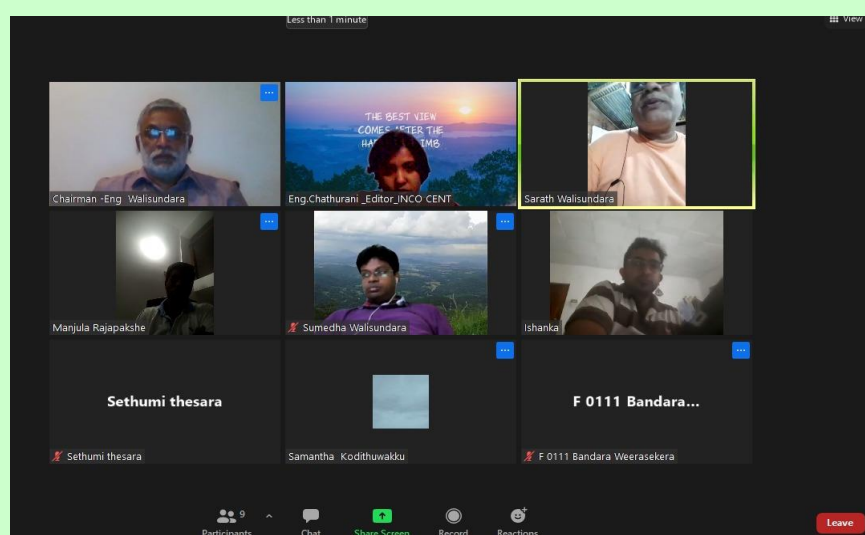 Less than 1 minute
View
THE BEST VIEW
COMES AFTER THE
Chairman -Eng Walisundara
Eng.Chathurani _Editor_INCO CENT
Sarath Walisundara
Manjula Rajapakshe
Sumedha Walisundara
Ishanka
Sethumi thesara
F 0111 Bandara...
Sethumi thesara
Samantha Kodithuwakku
F 0111 Bandara Weerasekera
9
Participants
Chat
Share Screen
Record
Reactions
Leave